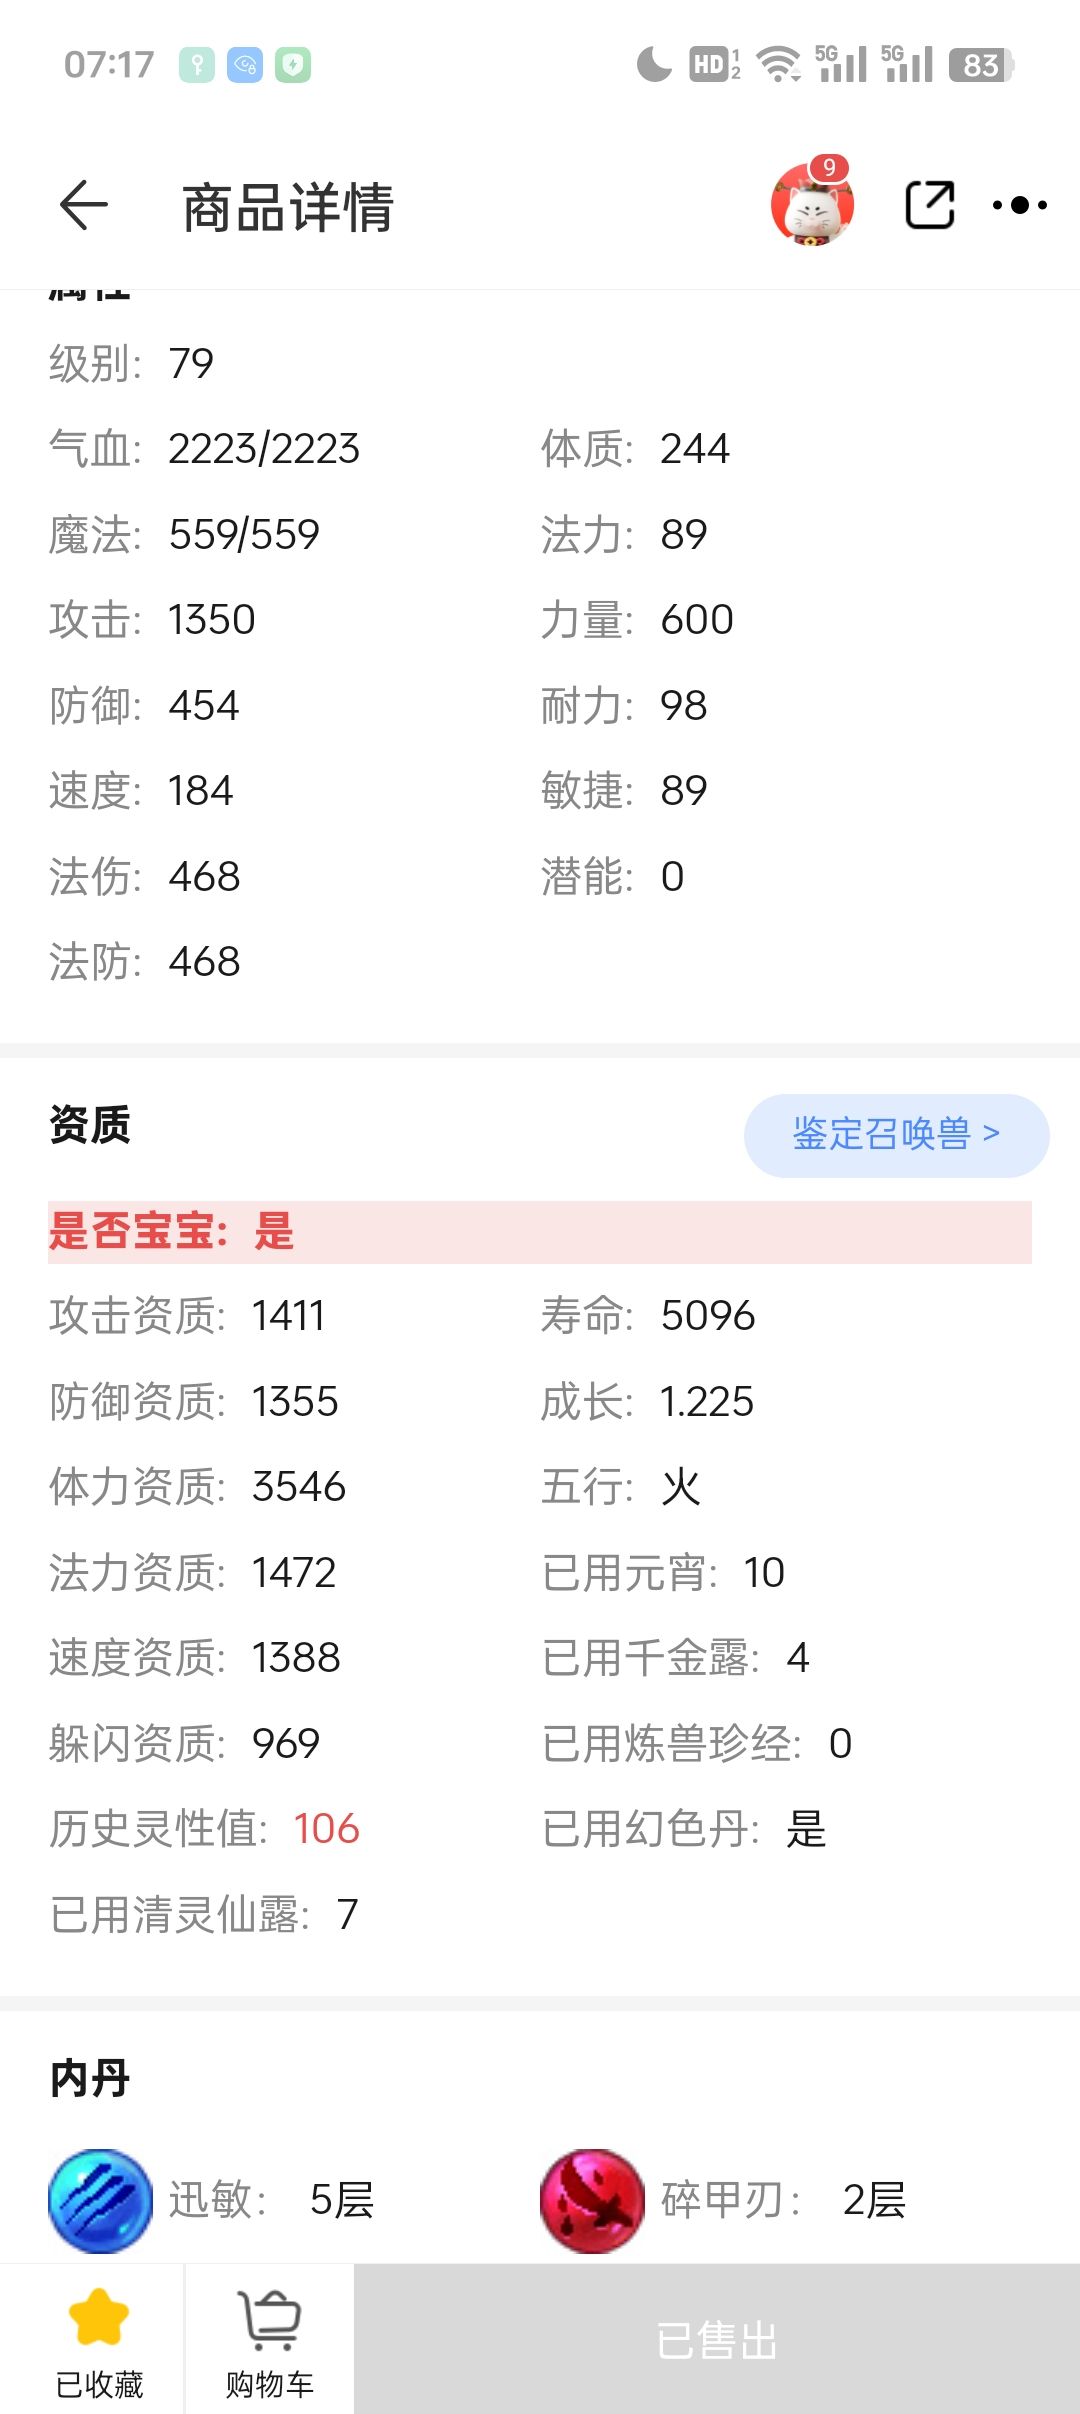 07:17 HD 1 2 5G 5G 83
商品详情 9
属性
级别: 79
气血: 2223/2223 体质: 244
魔法: 559/559 法力: 89
攻击: 1350 力量: 600
防御: 454 耐力: 98
速度: 184 敏捷: 89
法伤: 468 潜能: 0
法防: 468
资质 鉴定召唤兽 >
是否宝宝: 是
攻击资质: 1411 寿命: 5096
防御资质: 1355 成长: 1.225
体力资质: 3546 五行: 火
法力资质: 1472 已用元宵: 10
速度资质: 1388 已用千金露: 4
躲闪资质: 969 已用炼兽珍经: 0
历史灵性值: 106 已用幻色丹: 是
已用清灵仙露: 7
内丹
迅敏: 5层 碎甲刃: 2层
已收藏 购物车 已售出